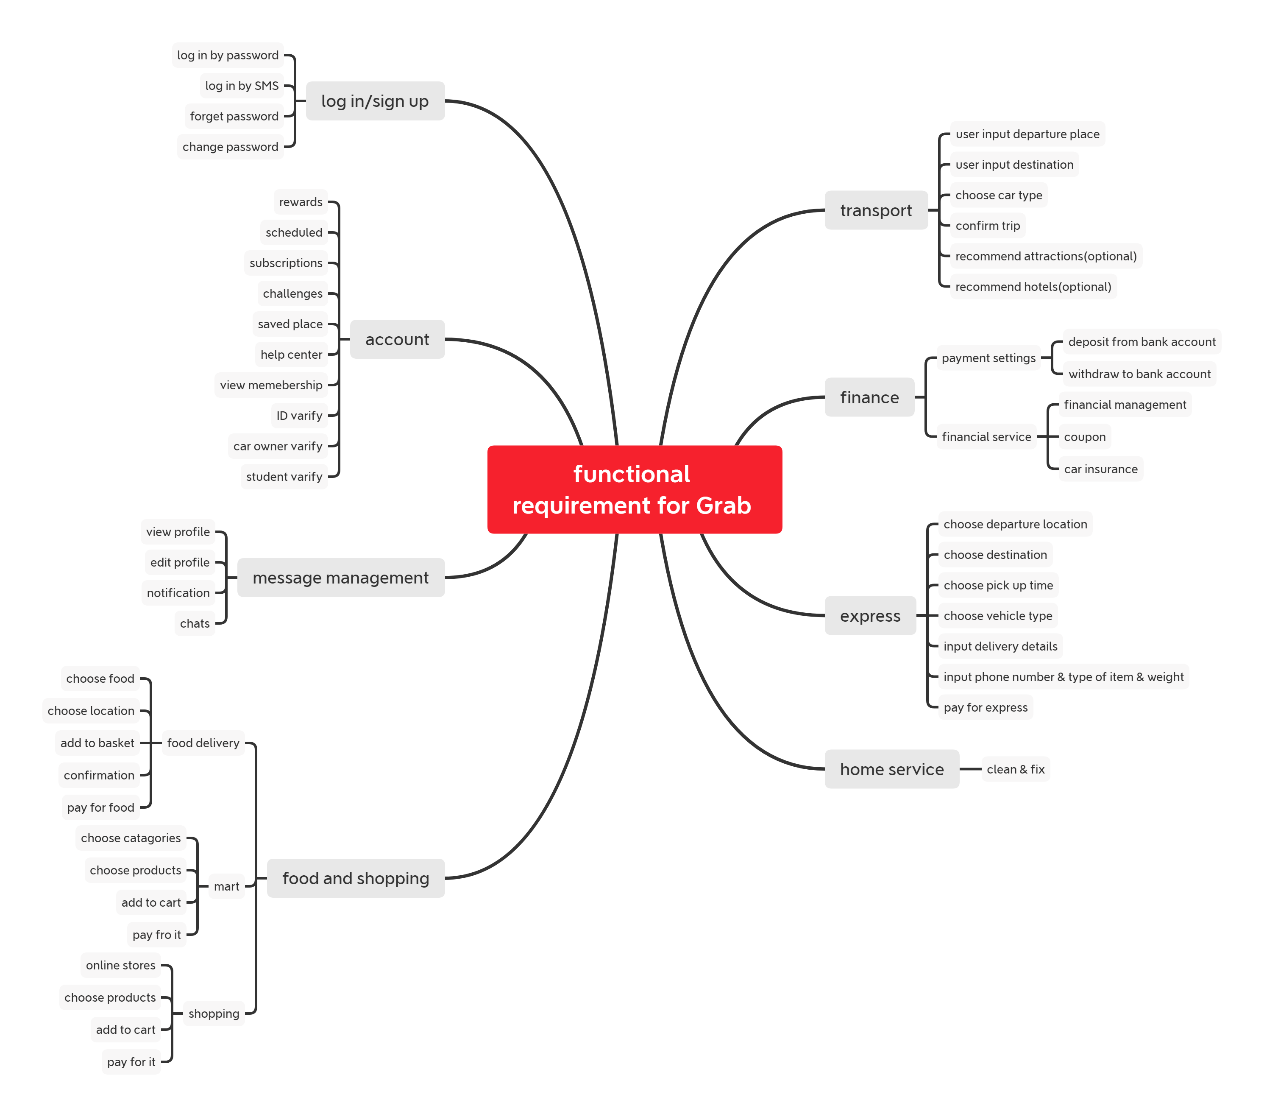 functional
requirement for Grab
log in/sign up
log in by password
log in by SMS
forget password
change password
account
rewards
scheduled
subscriptions
challenges
saved place
help center
view memebership
ID varify
car owner varify
student varify
message management
view profile
edit profile
notification
chats
food and shopping
food delivery
choose food
choose location
add to basket
confirmation
pay for food
mart
choose catagories
choose products
add to cart
pay fro it
shopping
online stores
choose products
add to cart
pay for it
transport
user input departure place
user input destination
choose car type
confirm trip
recommend attractions(optional)
recommend hotels(optional)
finance
payment settings
deposit from bank account
withdraw to bank account
financial service
financial management
coupon
car insurance
express
choose departure location
choose destination
choose pick up time
choose vehicle type
input delivery details
input phone number & type of item & weight
pay for express
home service
clean & fix